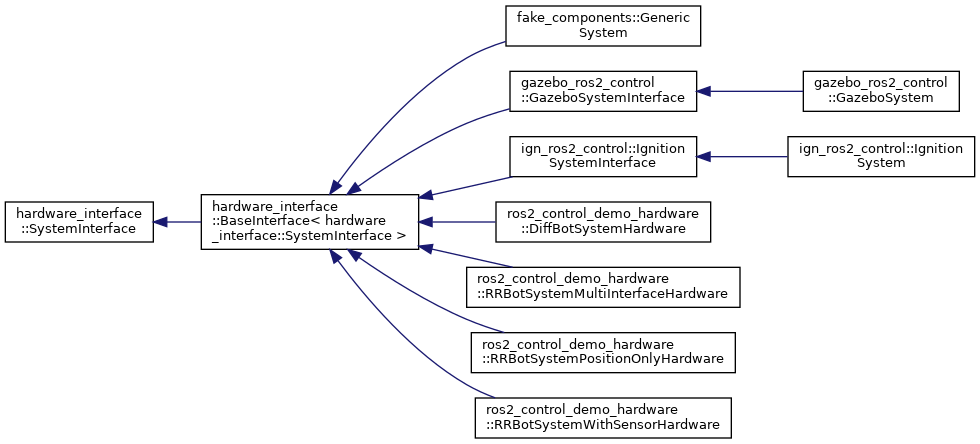 fake_components::Generic
System
gazebo_ros2_control
::GazeboSystemInterface
gazebo_ros2_control
::GazeboSystem
ign_ros2_control::Ignition
SystemInterface
ign_ros2_control::Ignition
System
hardware_interface
::SystemInterface
hardware_interface
::BaseInterface< hardware
_interface::SystemInterface >
ros2_control_demo_hardware
::DiffBotSystemHardware
ros2_control_demo_hardware
::RRBotSystemMultiInterfaceHardware
ros2_control_demo_hardware
::RRBotSystemPositionOnlyHardware
ros2_control_demo_hardware
::RRBotSystemWithSensorHardware